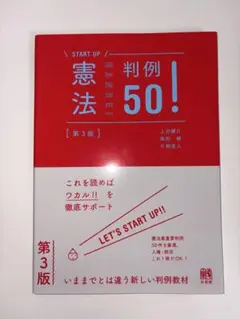 START UP
憲法
判例
50!
[第3版]
これを読めば
ワカル!!を
徹底サポート
LET'S START UP!!
第3版
いままでとは違う新しい判例教材